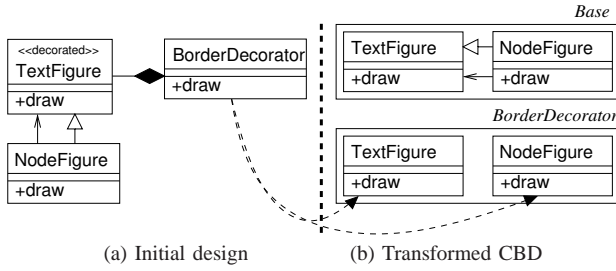 <<decorated>>
TextFigure
+draw
BorderDecorator
+draw
NodeFigure
+draw
Base
TextFigure
+draw
NodeFigure
+draw
BorderDecorator
TextFigure
+draw
NodeFigure
+draw
(a) Initial design
(b) Transformed CBD